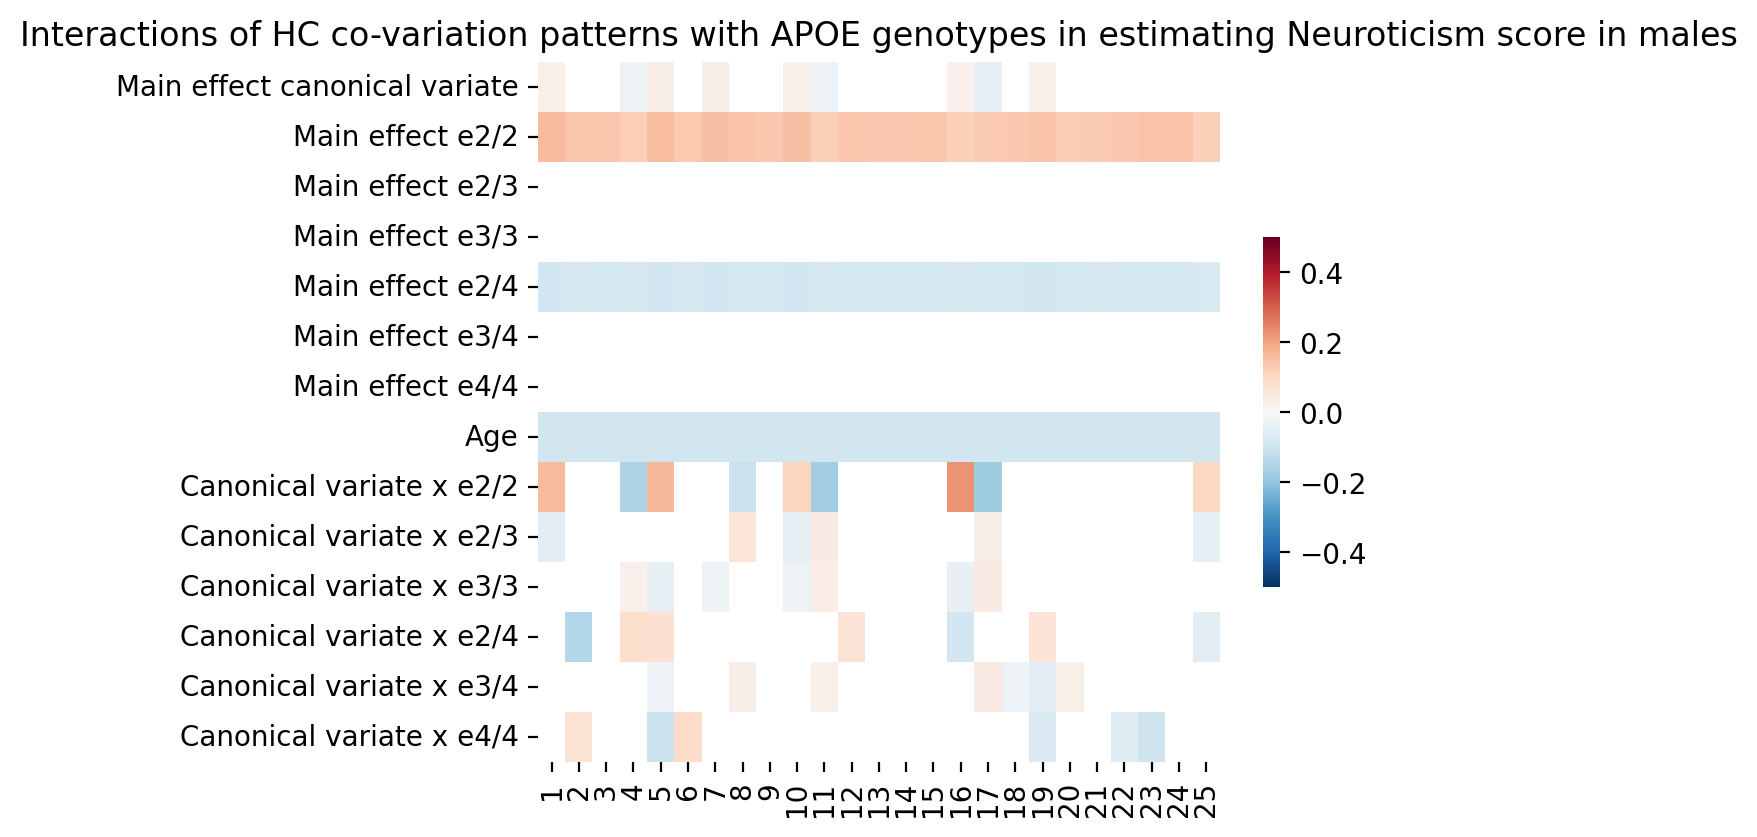 Interactions of HC co-variation patterns with APOE genotypes in estimating Neuroticism score in males
Main effect canonical variate
Main effect e2/2
Main effect e2/3
Main effect e3/3
Main effect e2/4
Main effect e3/4
Main effect e4/4
Age
Canonical variate x e2/2
Canonical variate x e2/3
Canonical variate x e3/3
Canonical variate x e2/4
Canonical variate x e3/4
Canonical variate x e4/4
1 2 3 4 5 6 7 8 9 10 11 12 13 14 15 16 17 18 19 20 21 22 23 24 25
0.4
0.2
0.0
−0.2
−0.4